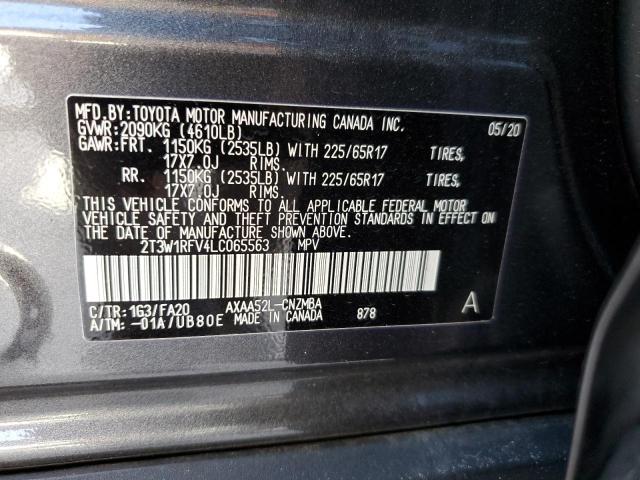 MFD.BY:TOYOTA MOTOR MANUFACTURING CANADA INC. 05/20
GVWR:2090KG (4610LB)
GAWR:FRT. 1150KG (2535LB) WITH 225/65R17 TIRES,
17X7.0J RIMS.
RR. 1150KG (2535LB) WITH 225/65R17 TIRES,
17X7.0J RIMS.
THIS VEHICLE CONFORMS TO ALL APPLICABLE FEDERAL MOTOR
VEHICLE SAFETY AND THEFT PREVENTION STANDARDS IN EFFECT ON
THE DATE OF MANUFACTURE SHOWN ABOVE.
2T3W1RFV4LC065563 MPV
C/TR:1G3/FA20 AXAA52L-CNZMBA A
A/TM:-01A/UB80E MADE IN CANADA 878